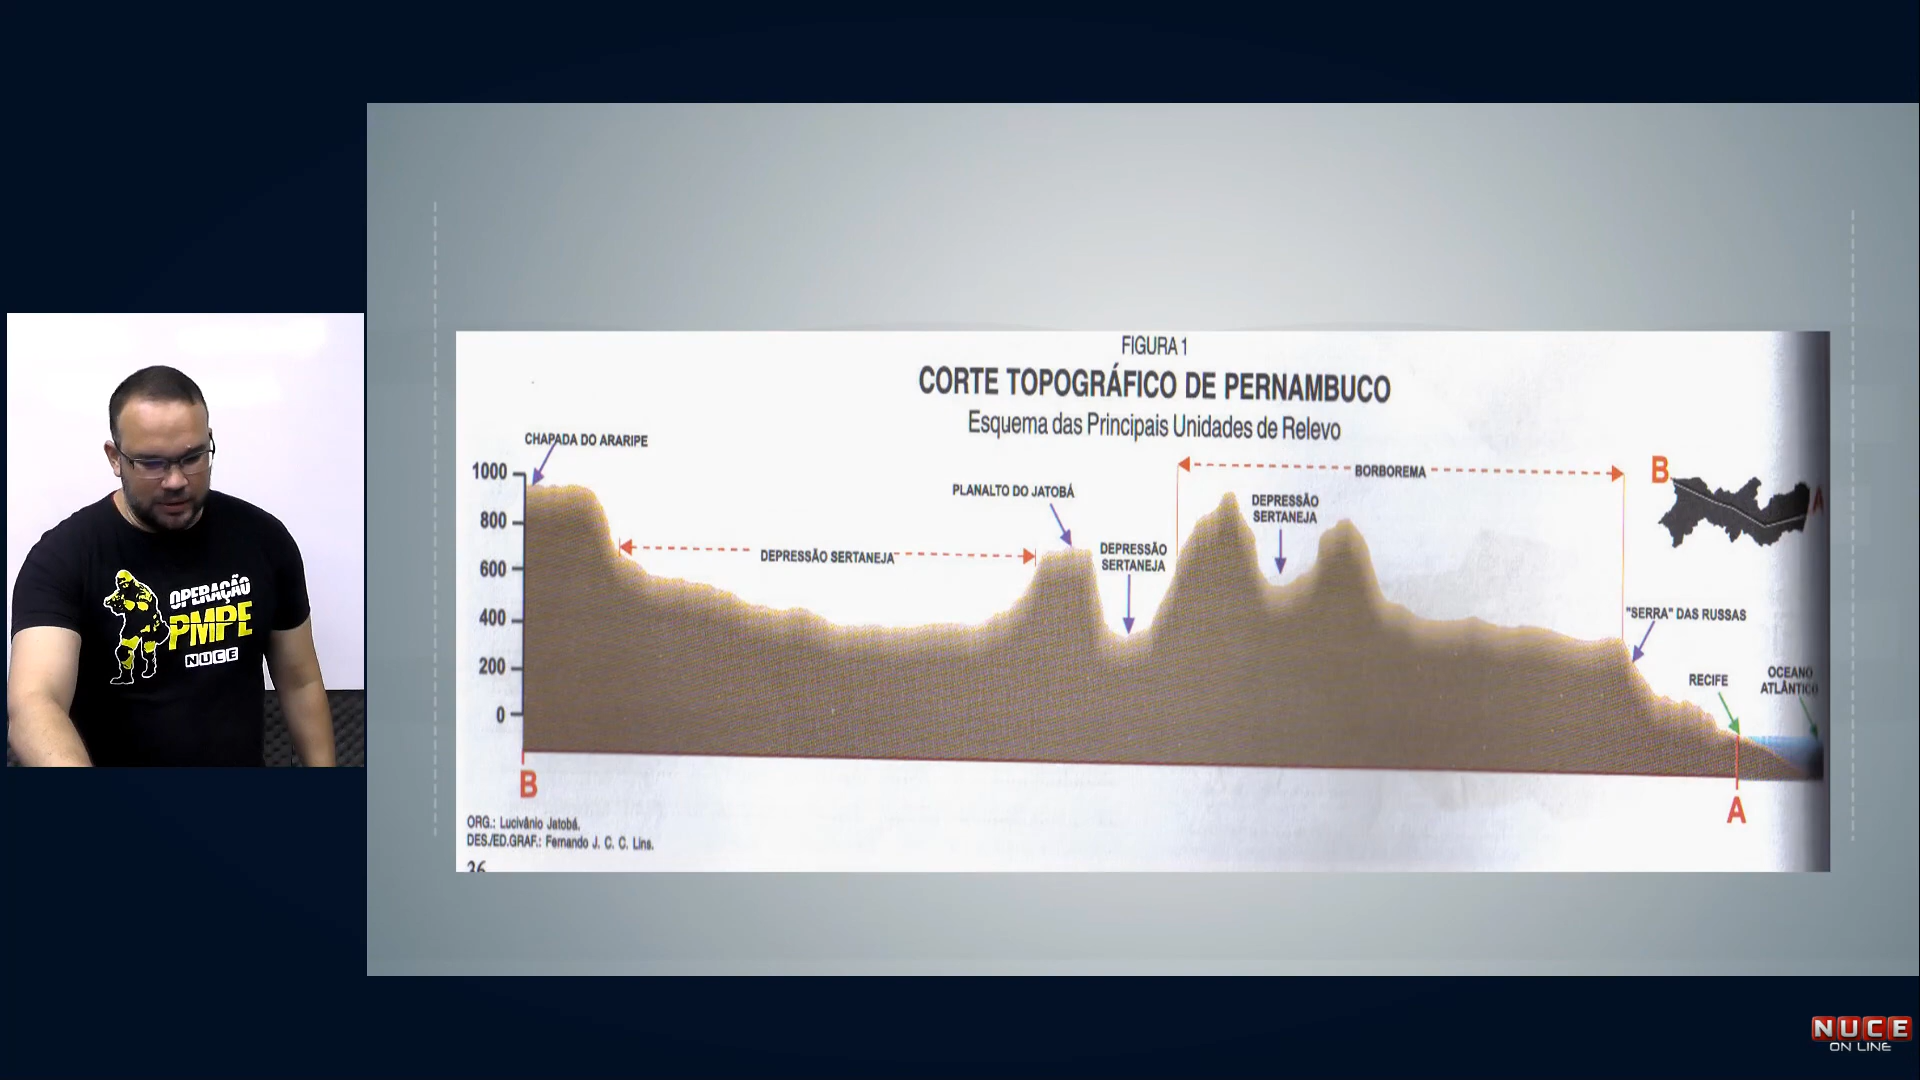 FIGURA 1
CORTE TOPOGRÁFICO DE PERNAMBUCO
Esquema das Principais Unidades de Relevo
CHAPADA DO ARARIPE
1000
800
600
400
200
0
DEPRESSÃO SERTANEJA
PLANALTO DO JATOBÁ
DEPRESSÃO
SERTANEJA
BORBOREMA
DEPRESSÃO
SERTANEJA
B
A
"SERRA" DAS RUSSAS
RECIFE
OCEANO
ATLÂNTICO
B
A
ORG.: Lucivânio Jatobá.
DES./ED.GRAF.: Fernando J. C. C. Lins.
36
OPERAÇÃO
PMPE
NUCE
NUCE
ON LINE